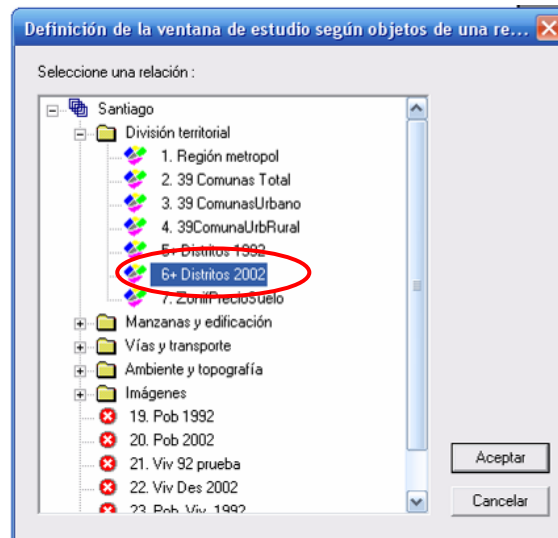 Definición de la ventana de estudio según objetos de una re...
Seleccione una relación :
Santiago
División territorial
1. Región metropol
2. 39 Comunas Total
3. 39 ComunasUrbano
4. 39ComunaUrbRural
5+ Distritos 1992
6+ Distritos 2002
7. ZonifPrecioSuelo
Manzanas y edificación
Vías y transporte
Ambiente y topografía
Imágenes
19. Pob 1992
20. Pob 2002
21. Viv 92 prueba
22. Viv Des 2002
23. Pob. Viv. 1992
Aceptar
Cancelar